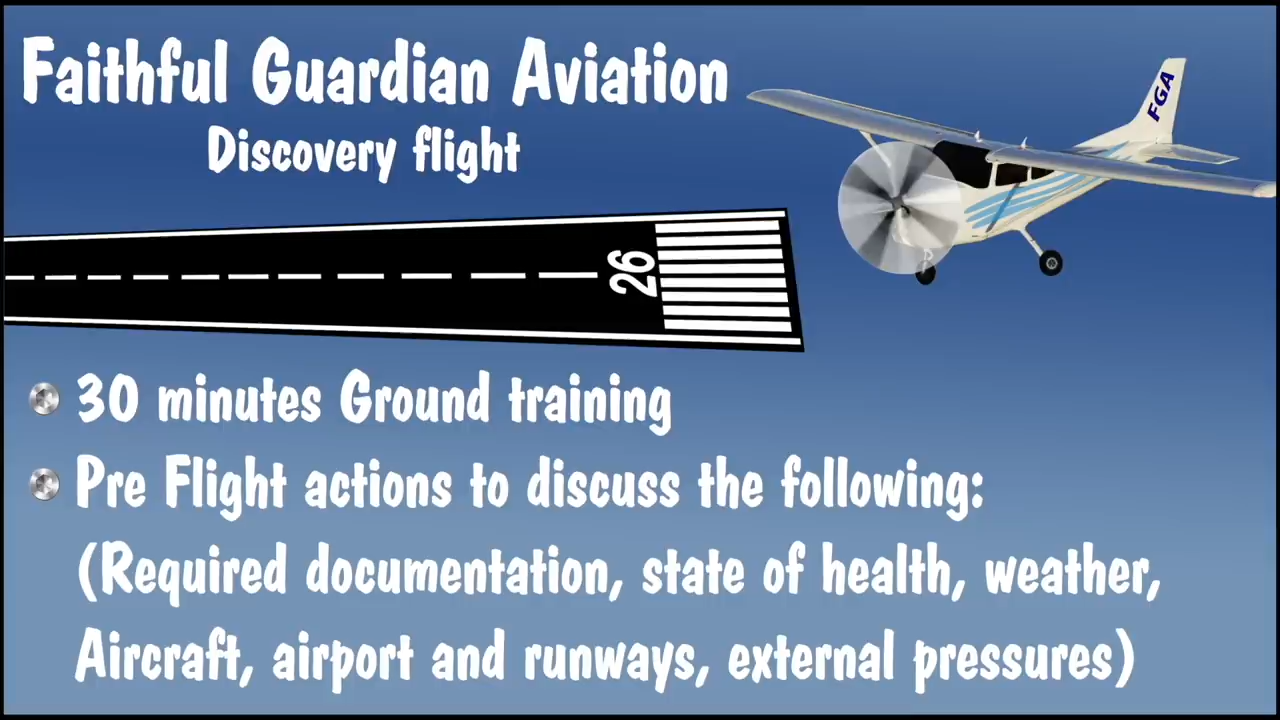 Faithful Guardian Aviation
Discovery flight
FGA
26
30 minutes Ground training
Pre Flight actions to discuss the following:
(Required documentation, state of health, weather,
Aircraft, airport and runways, external pressures)